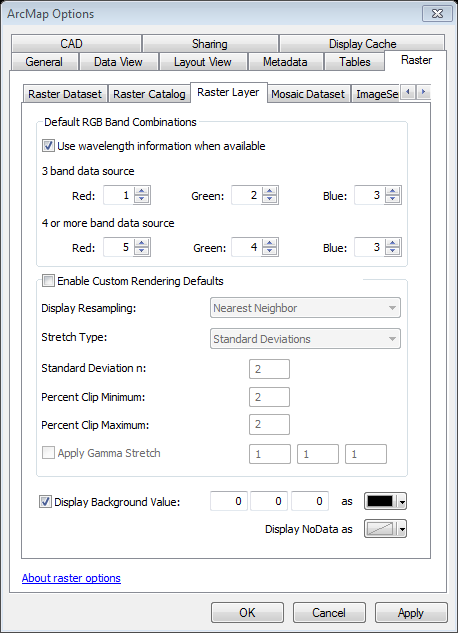 ArcMap Options
CAD Sharing Display Cache
General Data View Layout View Metadata Tables Raster
Raster Dataset Raster Catalog Raster Layer Mosaic Dataset ImageSe
Default RGB Band Combinations
Use wavelength information when available
3 band data source
Red: 1 Green: 2 Blue: 3
4 or more band data source
Red: 5 Green: 4 Blue: 3
Enable Custom Rendering Defaults
Display Resampling: Nearest Neighbor
Stretch Type: Standard Deviations
Standard Deviation n: 2
Percent Clip Minimum: 2
Percent Clip Maximum: 2
Apply Gamma Stretch 1 1 1
Display Background Value: 0 0 0 as
Display NoData as
About raster options
OK Cancel Apply